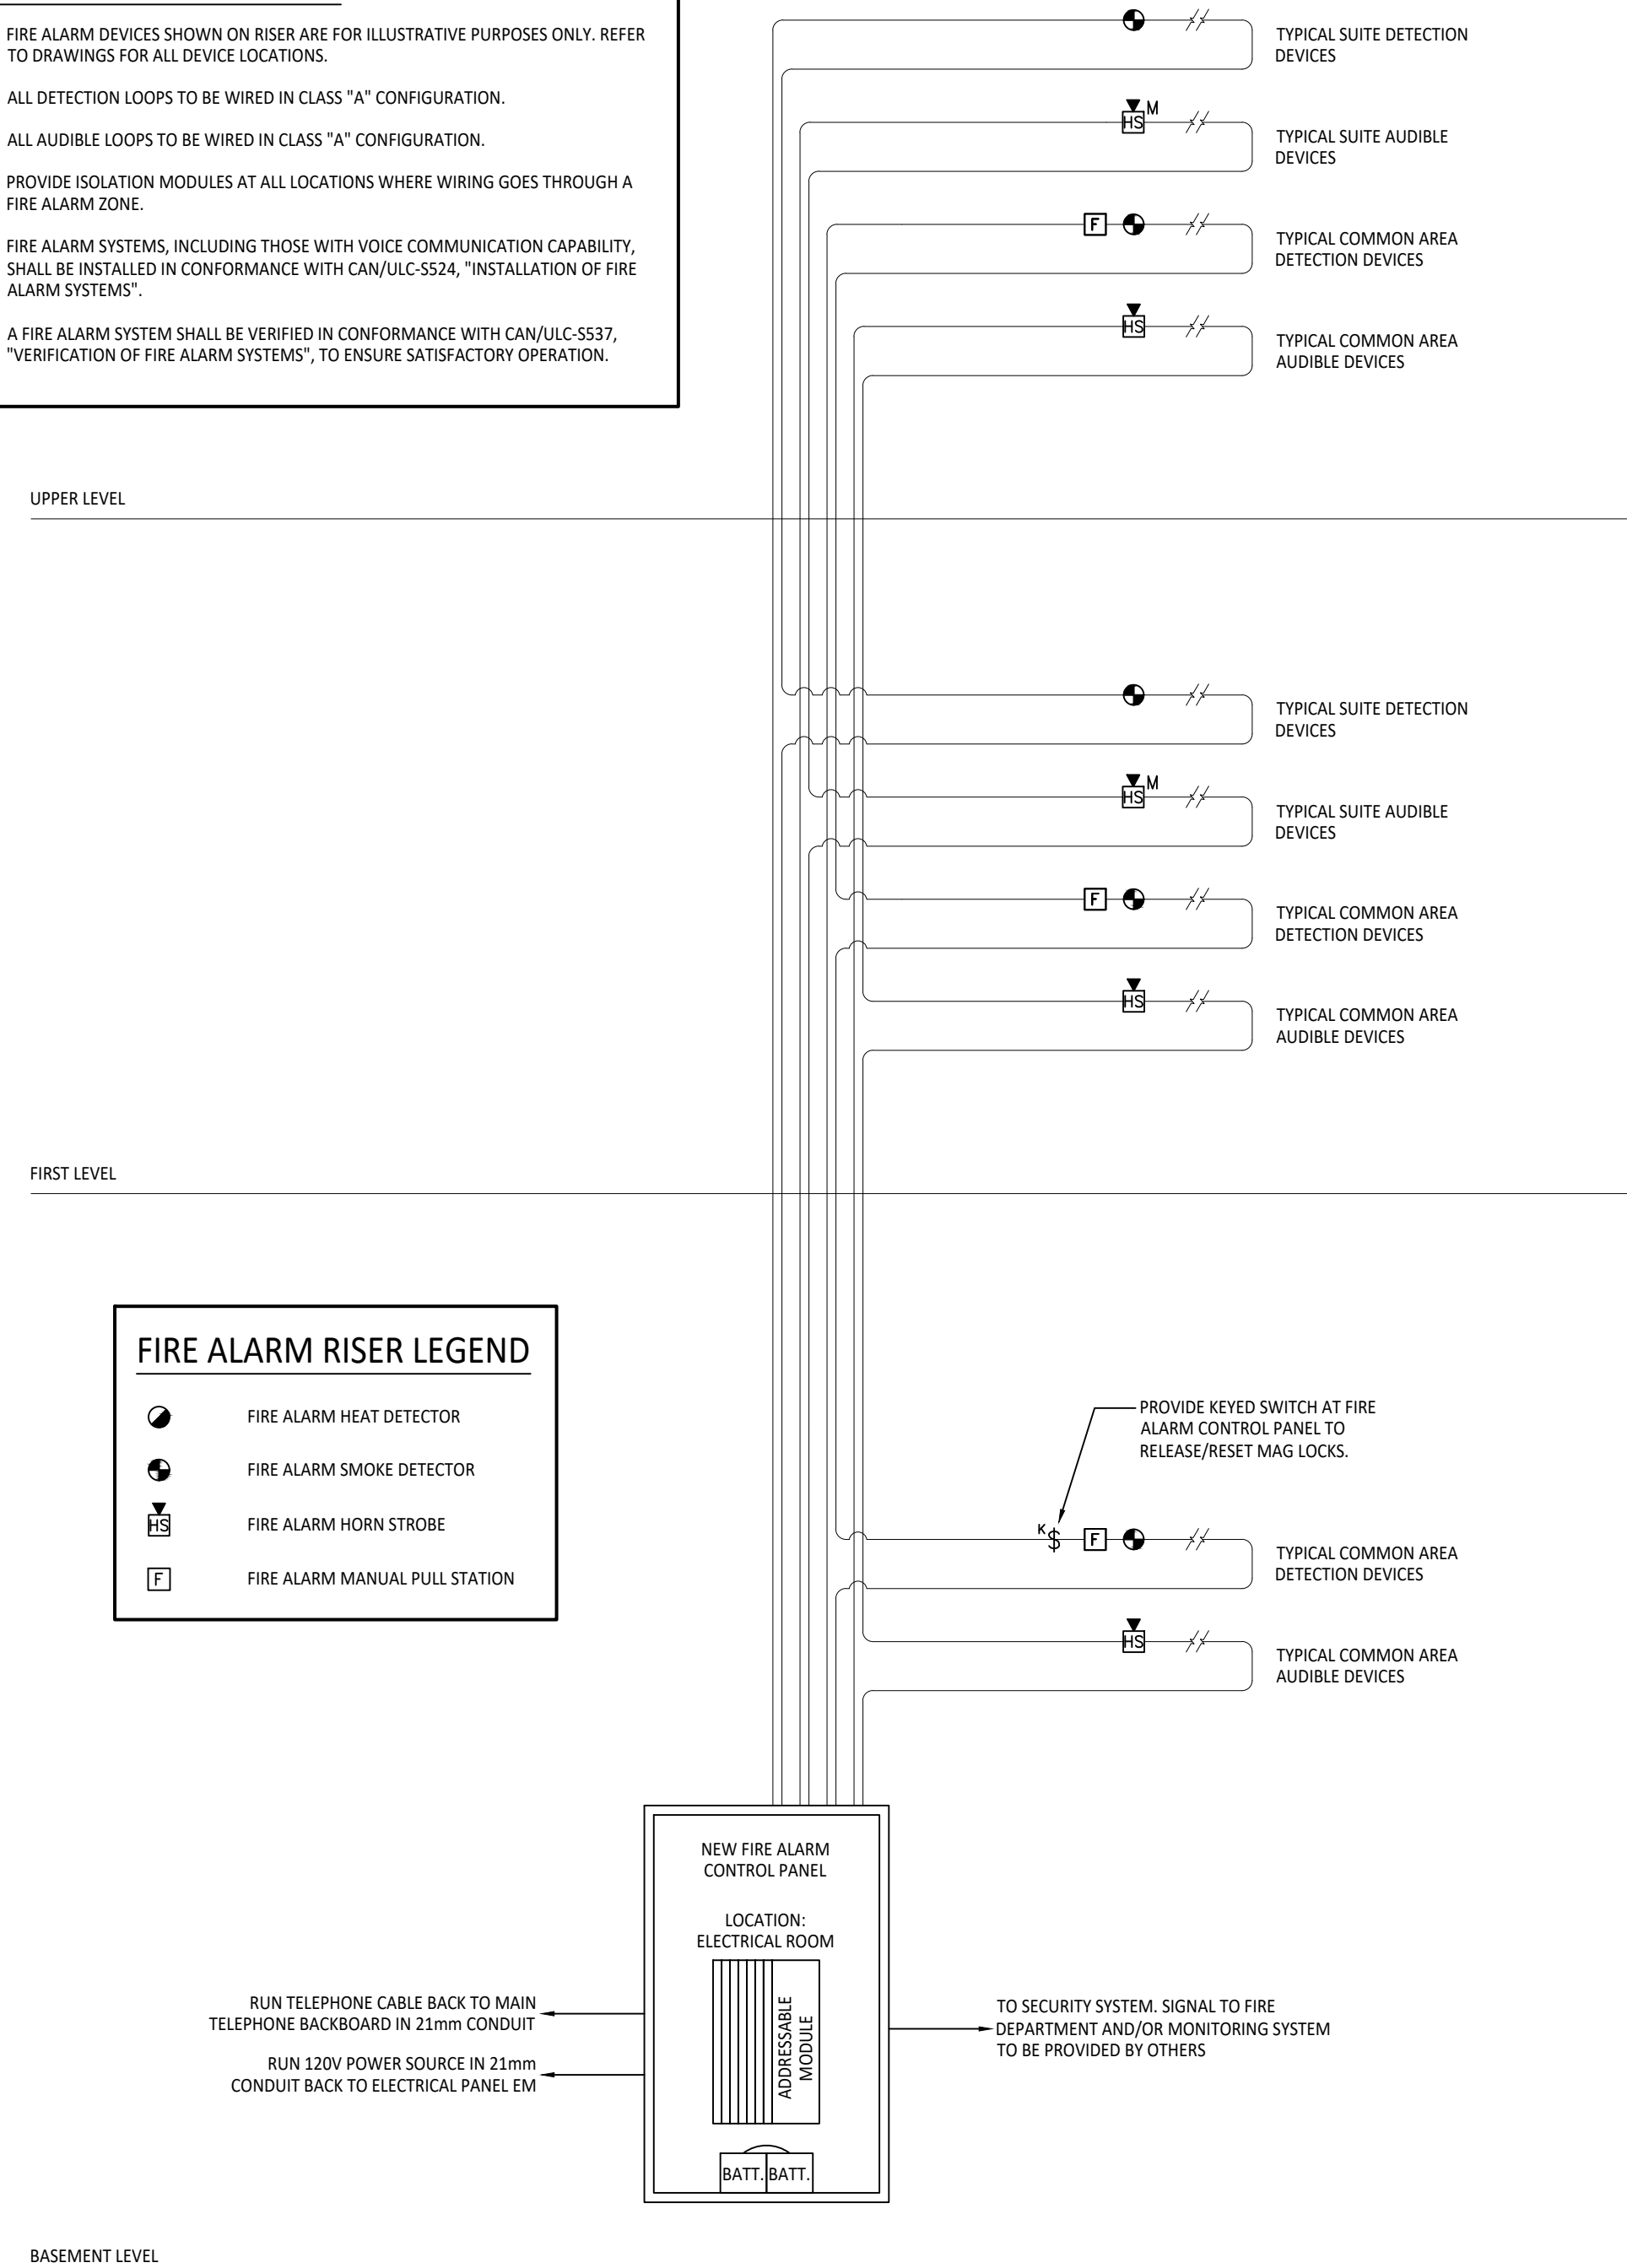 FIRE ALARM DEVICES SHOWN ON RISER ARE FOR ILLUSTRATIVE PURPOSES ONLY. REFER
TO DRAWINGS FOR ALL DEVICE LOCATIONS.
ALL DETECTION LOOPS TO BE WIRED IN CLASS "A" CONFIGURATION.
ALL AUDIBLE LOOPS TO BE WIRED IN CLASS "A" CONFIGURATION.
PROVIDE ISOLATION MODULES AT ALL LOCATIONS WHERE WIRING GOES THROUGH A
FIRE ALARM ZONE.
FIRE ALARM SYSTEMS, INCLUDING THOSE WITH VOICE COMMUNICATION CAPABILITY,
SHALL BE INSTALLED IN CONFORMANCE WITH CAN/ULC-S524, "INSTALLATION OF FIRE
ALARM SYSTEMS".
A FIRE ALARM SYSTEM SHALL BE VERIFIED IN CONFORMANCE WITH CAN/ULC-S537,
"VERIFICATION OF FIRE ALARM SYSTEMS", TO ENSURE SATISFACTORY OPERATION.
TYPICAL SUITE DETECTION
DEVICES
HS M
TYPICAL SUITE AUDIBLE
DEVICES
F
TYPICAL COMMON AREA
DETECTION DEVICES
HS
TYPICAL COMMON AREA
AUDIBLE DEVICES
UPPER LEVEL
TYPICAL SUITE DETECTION
DEVICES
HS M
TYPICAL SUITE AUDIBLE
DEVICES
F
TYPICAL COMMON AREA
DETECTION DEVICES
HS
TYPICAL COMMON AREA
AUDIBLE DEVICES
FIRST LEVEL
FIRE ALARM RISER LEGEND
FIRE ALARM HEAT DETECTOR
FIRE ALARM SMOKE DETECTOR
HS FIRE ALARM HORN STROBE
F FIRE ALARM MANUAL PULL STATION
PROVIDE KEYED SWITCH AT FIRE
ALARM CONTROL PANEL TO
RELEASE/RESET MAG LOCKS.
K $ F
TYPICAL COMMON AREA
DETECTION DEVICES
HS
TYPICAL COMMON AREA
AUDIBLE DEVICES
NEW FIRE ALARM
CONTROL PANEL
LOCATION:
ELECTRICAL ROOM
ADDRESSABLE
MODULE
BATT. BATT.
RUN TELEPHONE CABLE BACK TO MAIN
TELEPHONE BACKBOARD IN 21mm CONDUIT
RUN 120V POWER SOURCE IN 21mm
CONDUIT BACK TO ELECTRICAL PANEL EM
TO SECURITY SYSTEM. SIGNAL TO FIRE
DEPARTMENT AND/OR MONITORING SYSTEM
TO BE PROVIDED BY OTHERS
BASEMENT LEVEL